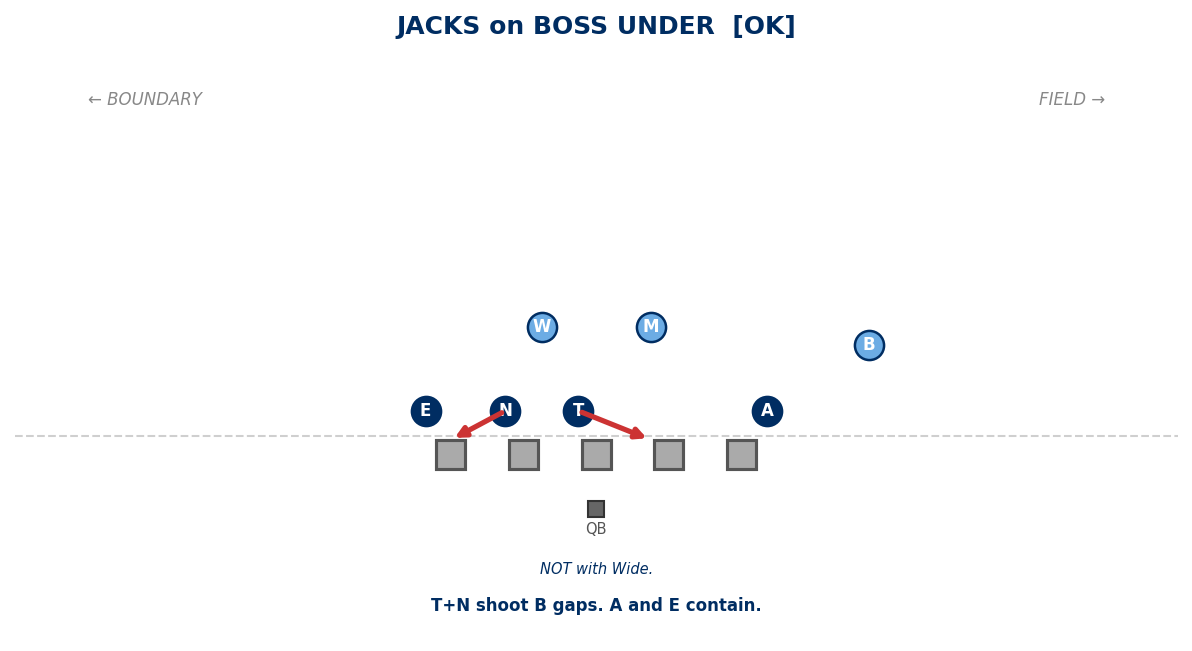 JACKS on BOSS UNDER [OK]
← BOUNDARY
FIELD →
W
M
B
E
N
T
A
QB
NOT with Wide.
T+N shoot B gaps. A and E contain.